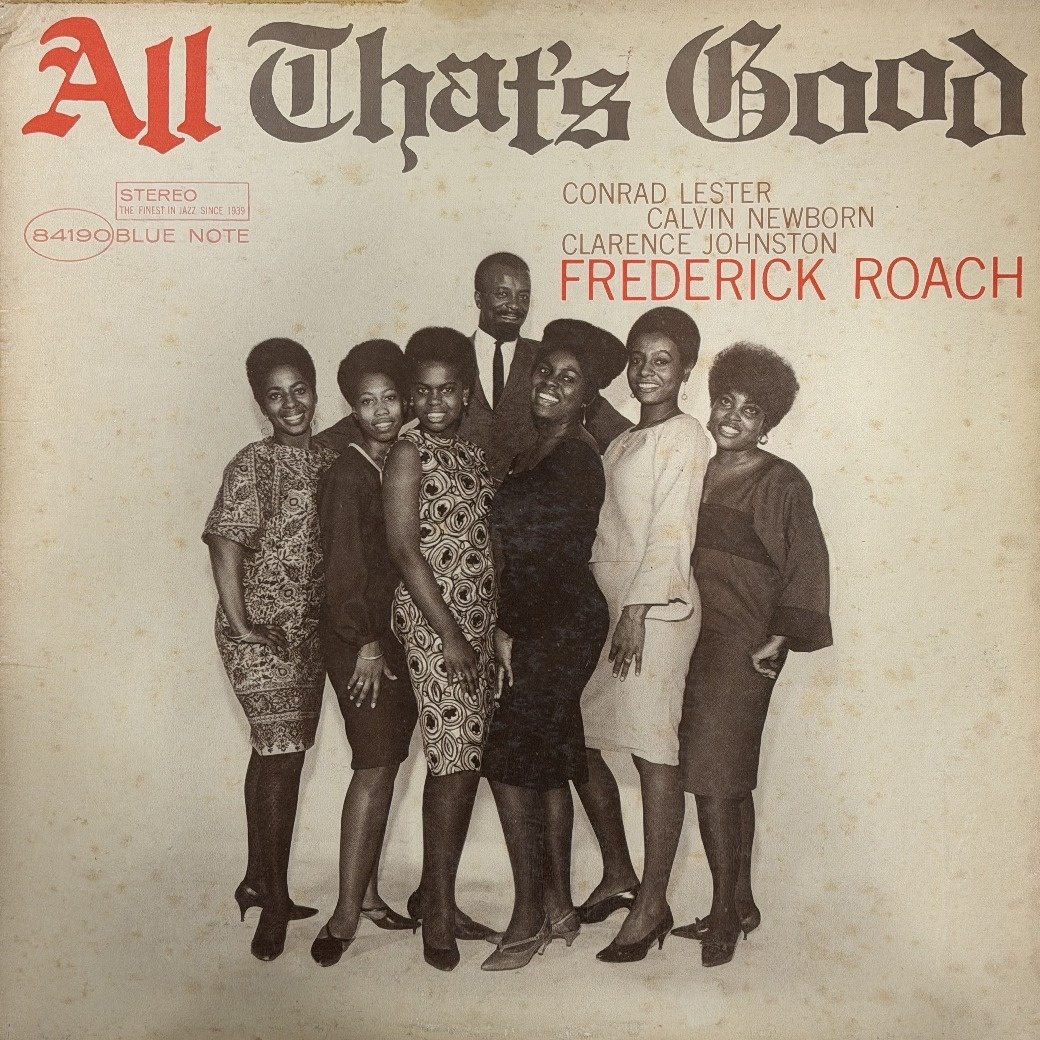 All That's Good
STEREO
THE FINEST IN JAZZ SINCE 1939
84190 BLUE NOTE
CONRAD LESTER
CALVIN NEWBORN
CLARENCE JOHNSTON
FREDERICK ROACH